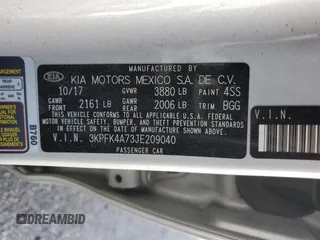 MANUFACTURED BY
KIA MOTORS MEXICO S.A. DE C.V.
10/17 GVWR 3880 LB PAINT 4SS
GAWR FRONT 2161 LB GAWR REAR 2006 LB TRIM BGG
THIS VEHICLE CONFORMS TO ALL APPLICABLE U.S. FEDERAL
MOTOR VEHICLE SAFETY, BUMPER, AND THEFT PREVENTION
STANDARDS IN EFFECT ON THE DATE OF MANUFACTURE SHOWN ABOVE.
V.I.N. 3KPFK4A73JE209040
PASSENGER CAR
KIA
B760
V.I.N.
DREAMBID